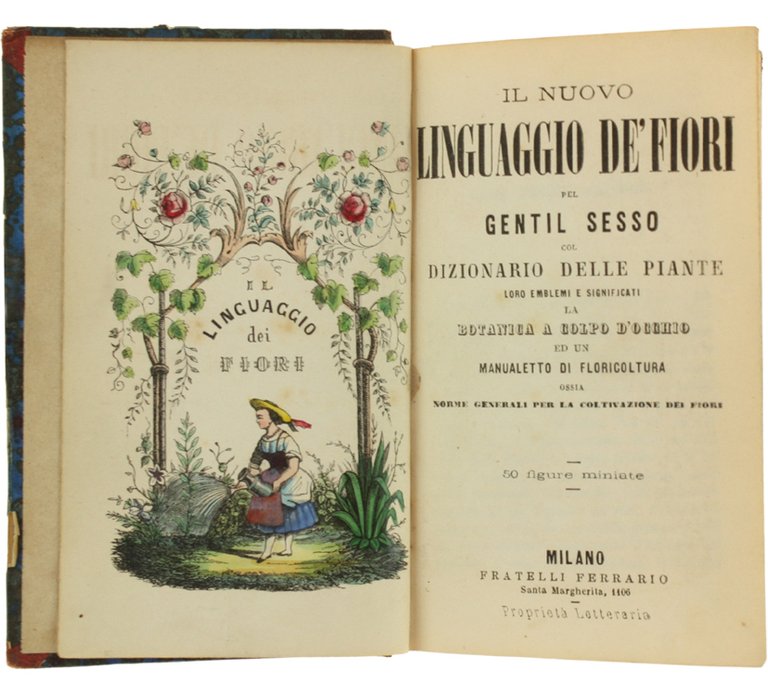 IL
LINGUAGGIO
dei
FIORI
IL NUOVO
LINGUAGGIO DE' FIORI
PEL
GENTIL SESSO
COL
DIZIONARIO DELLE PIANTE
LORO EMBLEMI E SIGNIFICATI
LA
BOTANICA A COLPO D'OCCHIO
ED UN
MANUALETTO DI FLORICOLTURA
OSSIA
NORME GENERALI PER LA COLTIVAZIONE DEI FIORI
50 figure miniate
MILANO
FRATELLI FERRARIO
Santa Margherita, 1106
Proprietà Letteraria